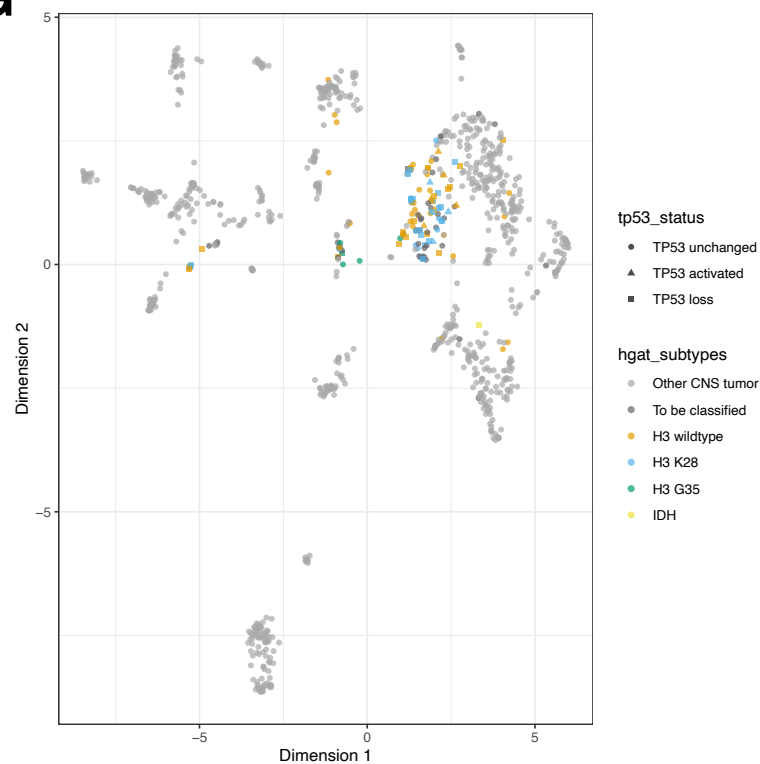 5
0
−5
−5
0
5
Dimension 1
Dimension 2
tp53_status
TP53 unchanged
TP53 activated
TP53 loss
hgat_subtypes
Other CNS tumor
To be classified
H3 wildtype
H3 K28
H3 G35
IDH